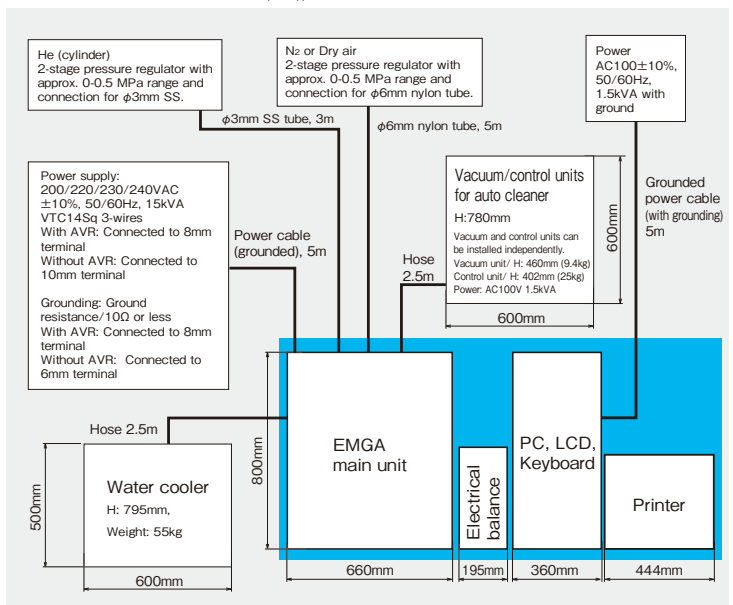 He (cylinder)
2-stage pressure regulator with
approx. 0-0.5 MPa range and
connection for φ3mm SS.
N2 or Dry air
2-stage pressure regulator with
approx. 0-0.5 MPa range and
connection for φ6mm nylon tube.
Power
AC100±10%,
50/60Hz,
1.5kVA with
ground
φ3mm SS tube, 3m
φ6mm nylon tube, 5m
Power supply:
200/220/230/240VAC
±10%, 50/60Hz, 15kVA
VTC14Sq 3-wires
With AVR: Connected to 8mm
terminal
Without AVR: Connected to
10mm terminal
Grounding: Ground
resistance/10Ω or less
With AVR: Connected to 8mm
terminal
Without AVR: Connected to
6mm terminal
Power cable
(grounded), 5m
Hose
2.5m
Vacuum/control units
for auto cleaner
H:780mm
Vacuum and control units can
be installed independently.
Vacuum unit/ H: 460mm (9.4kg)
Control unit/ H: 402mm (25kg)
Power: AC100V 1.5kVA
600mm
600mm
Grounded
power cable
(with grounding)
5m
Hose 2.5m
500mm
Water cooler
H: 795mm,
Weight: 55kg
600mm
800mm
EMGA
main unit
660mm
Electrical
balance
195mm
PC, LCD,
Keyboard
360mm
Printer
444mm